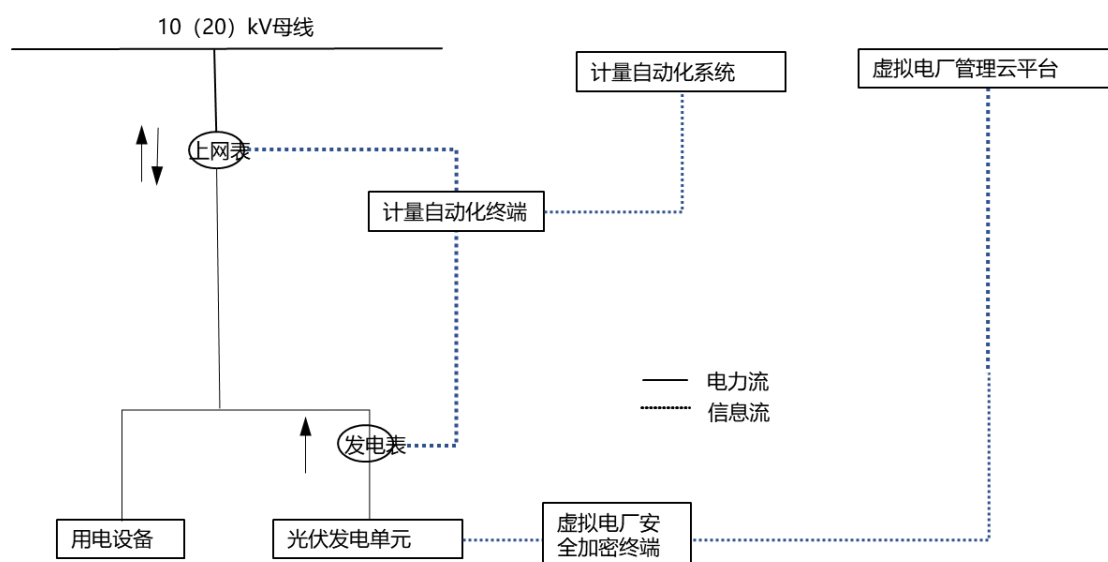 10（20）kV母线
计量自动化系统
虚拟电厂管理云平台
上网表
计量自动化终端
电力流
信息流
发电表
用电设备
光伏发电单元
虚拟电厂安
全加密终端